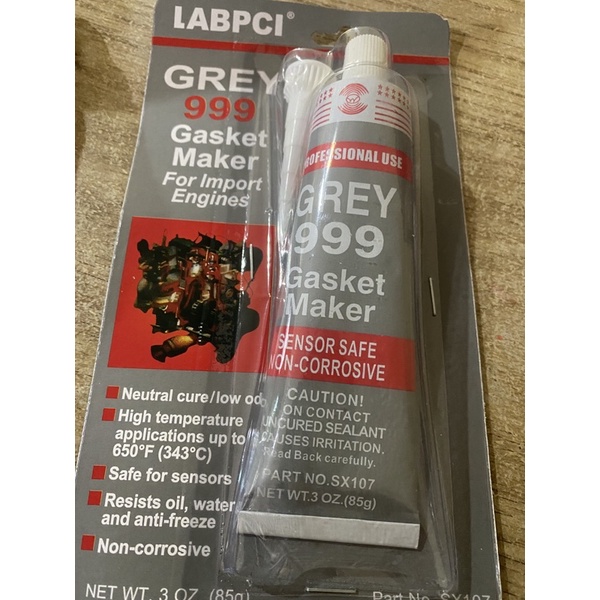 LABPCI®
GREY
999
Gasket
Maker
For Import
Engines
Neutral cure/low od
High temperature
applications up to
650°F (343°C)
Safe for sensors
Resists oil, water
and anti-freeze
Non-corrosive
NET WT. 3 OZ. (85g)
Part No. SX107
PROFESSIONAL USE
GREY
999
Gasket
Maker
SENSOR SAFE
NON-CORROSIVE
CAUTION!
ON CONTACT
UNCURED SEALANT
CAUSES IRRITATION.
Read Back carefully.
PART NO.SX107
NET WT.3 OZ.(85g)